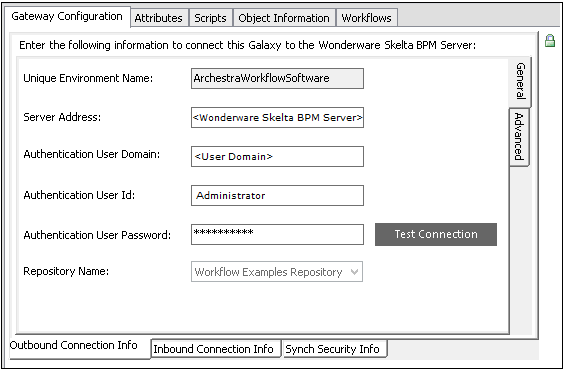 Gateway Configuration Attributes Scripts Object Information Workflows
Enter the following information to connect this Galaxy to the Wonderware Skelta BPM Server:
General
Advanced
Unique Environment Name: ArchestraWorkflowSoftware
Server Address: <Wonderware Skelta BPM Server>
Authentication User Domain: <User Domain>
Authentication User Id: Administrator
Authentication User Password: ********** Test Connection
Repository Name: Workflow Examples Repository
Outbound Connection Info Inbound Connection Info Synch Security Info